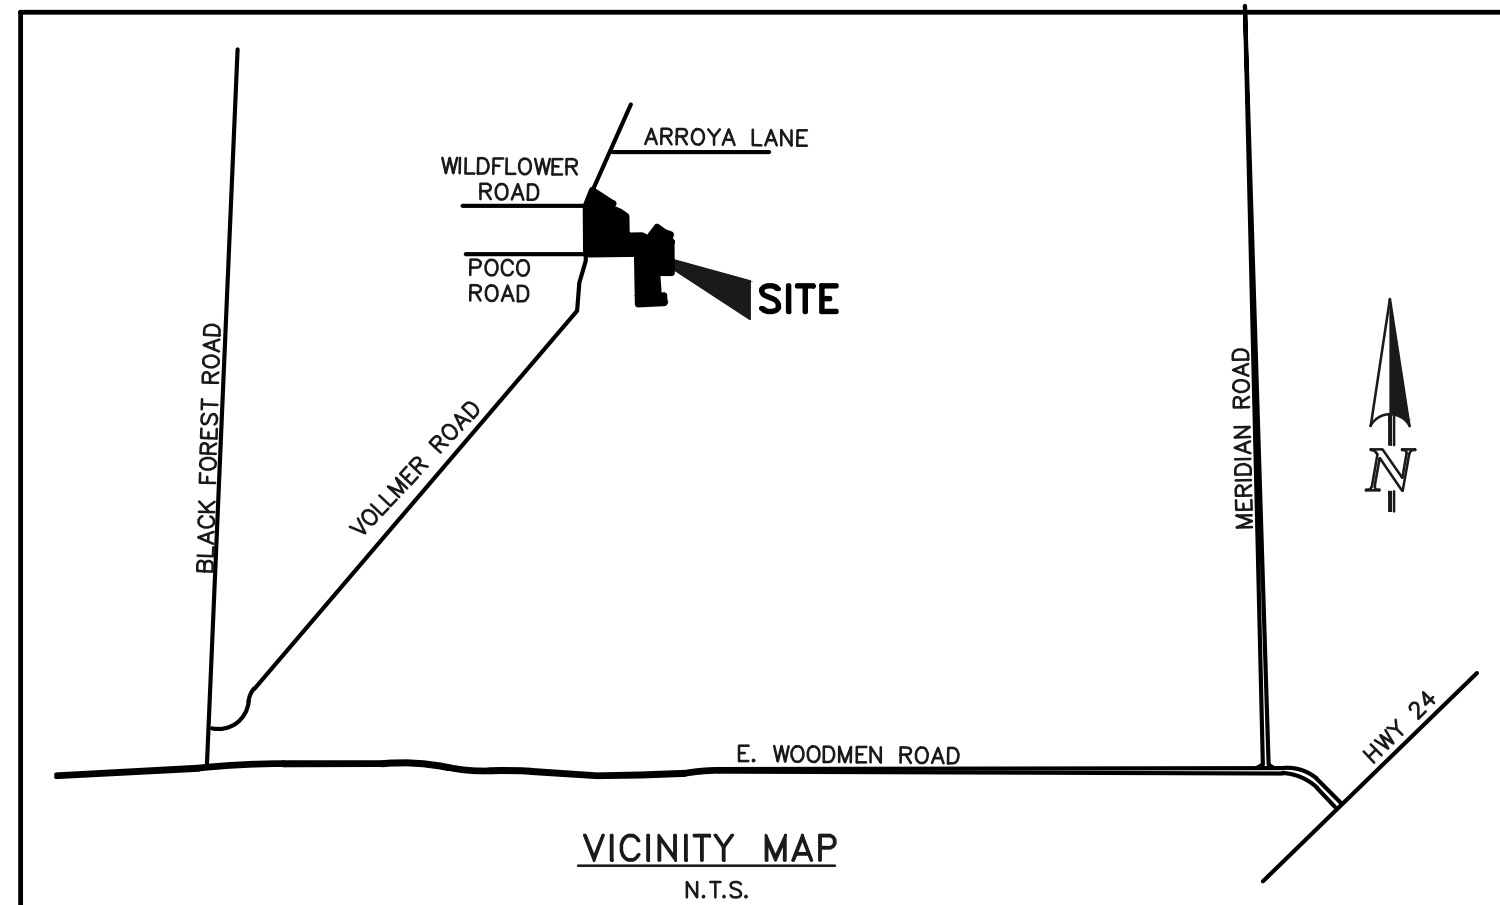 ARROYA LANE
WILDFLOWER
ROAD
POCO
ROAD
SITE
BLACK FOREST ROAD
VOLLMER ROAD
MERIDIAN ROAD
N
HWY 24
E. WOODMEN ROAD
VICINITY MAP
N.T.S.